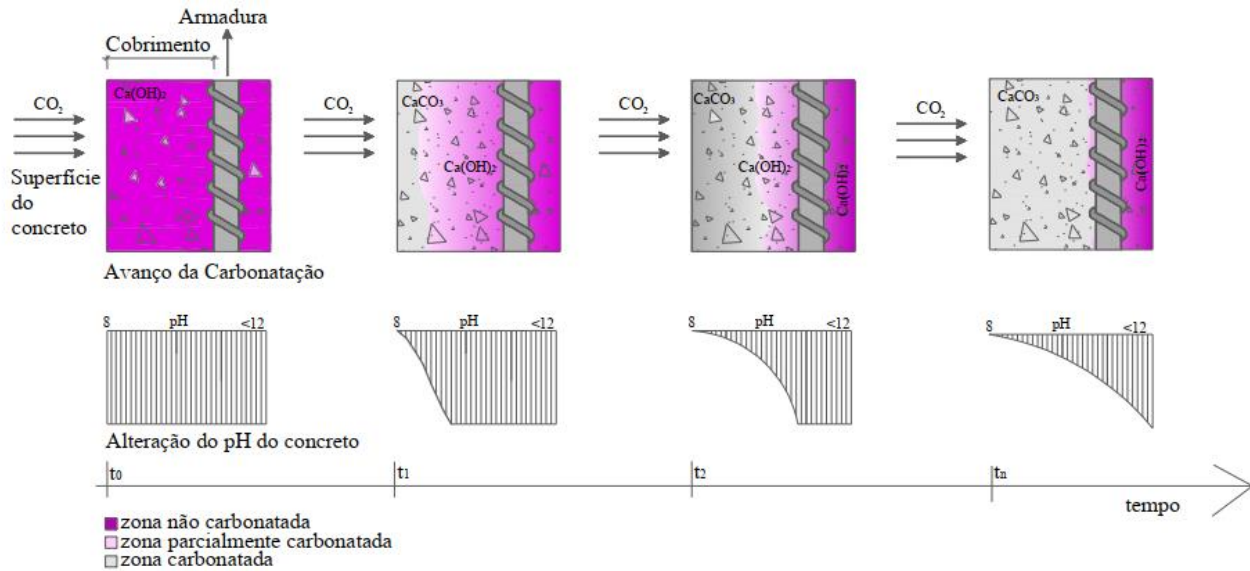 Armadura
Cobrimento
CO₂
Superfície
do
concreto
Ca(OH)₂
CO₂
CaCO₃
Ca(OH)₂
CO₂
CaCO₃
Ca(OH)₂
Ca(OH)₂
CO₂
CaCO₃
Ca(OH)₂
Avanço da Carbonatação
8 pH <12
8 pH <12
8 pH <12
8 pH <12
Alteração do pH do concreto
t₀
t₁
t₂
tₙ
tempo
zona não carbonatada
zona parcialmente carbonatada
zona carbonatada